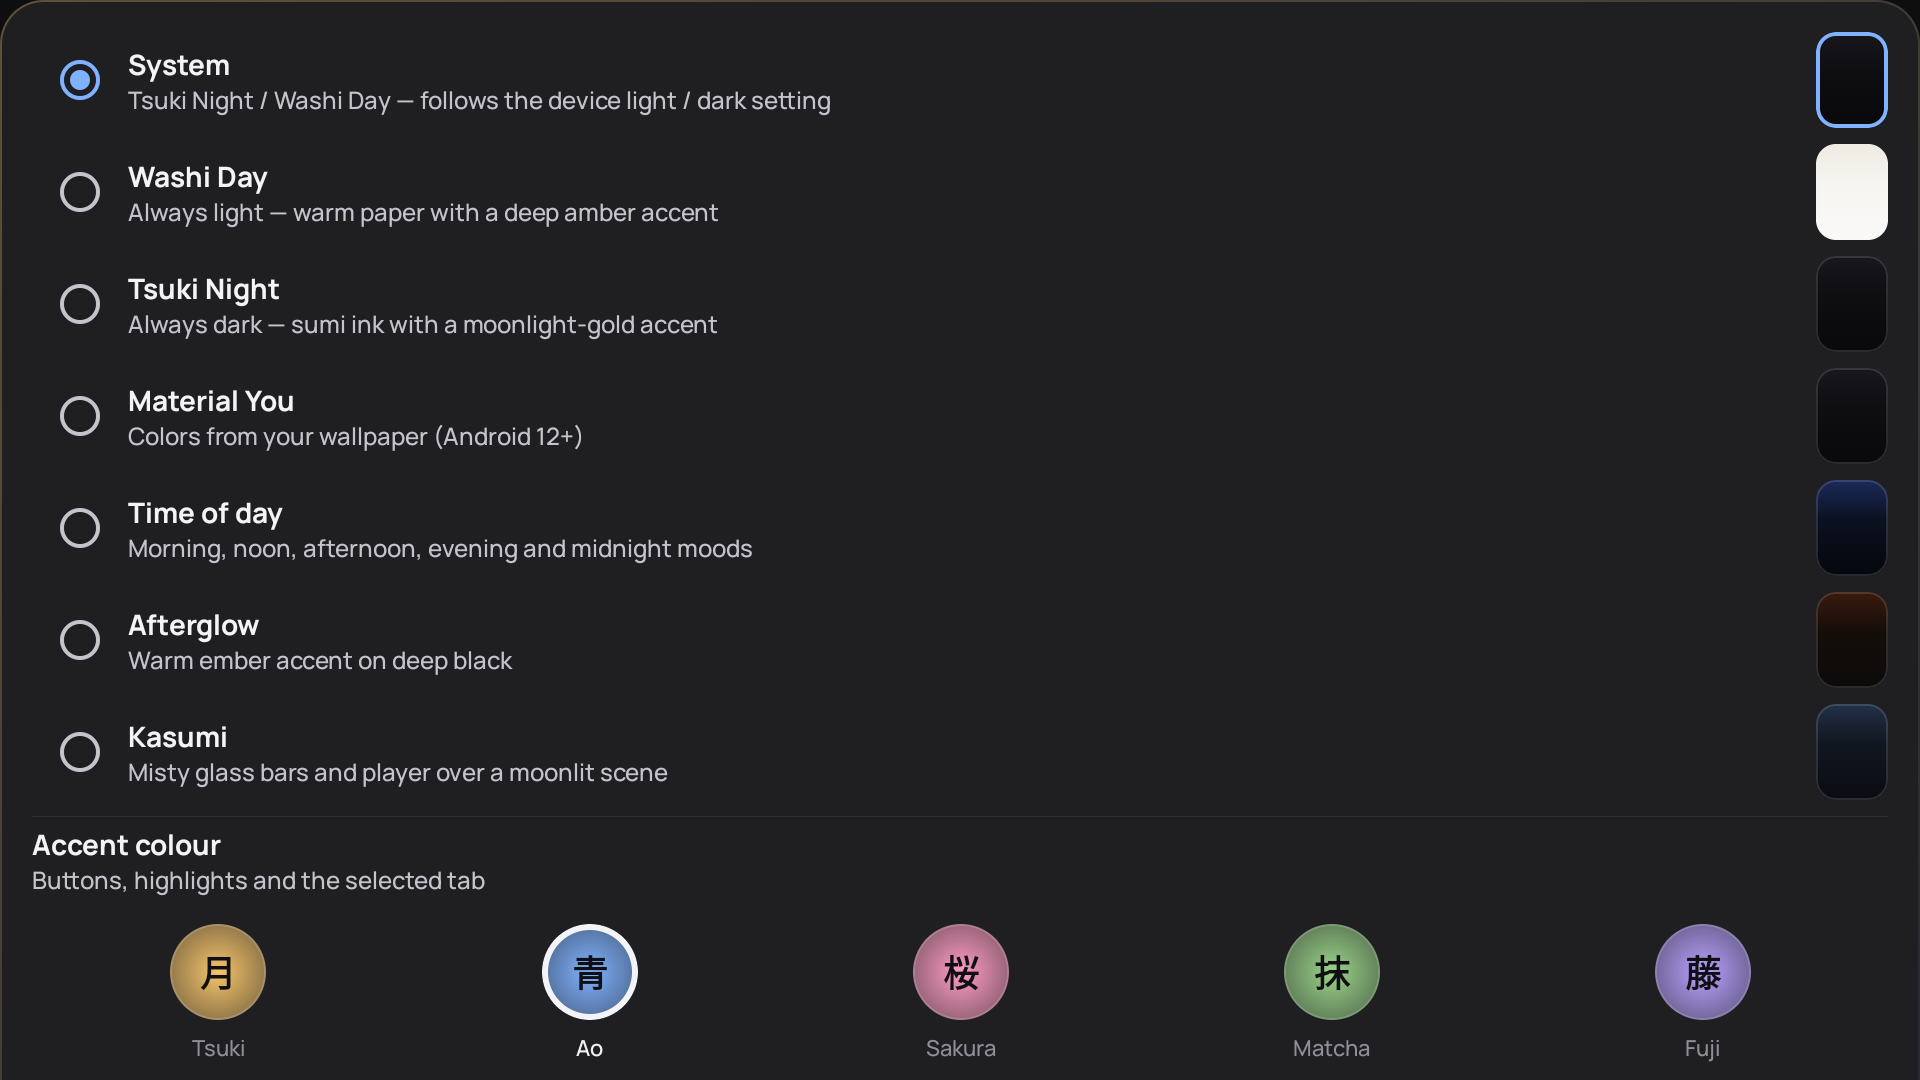 System
Tsuki Night / Washi Day — follows the device light / dark setting
Washi Day
Always light — warm paper with a deep amber accent
Tsuki Night
Always dark — sumi ink with a moonlight-gold accent
Material You
Colors from your wallpaper (Android 12+)
Time of day
Morning, noon, afternoon, evening and midnight moods
Afterglow
Warm ember accent on deep black
Kasumi
Misty glass bars and player over a moonlit scene
Accent colour
Buttons, highlights and the selected tab
月 青 桜 抹 藤
Tsuki Ao Sakura Matcha Fuji